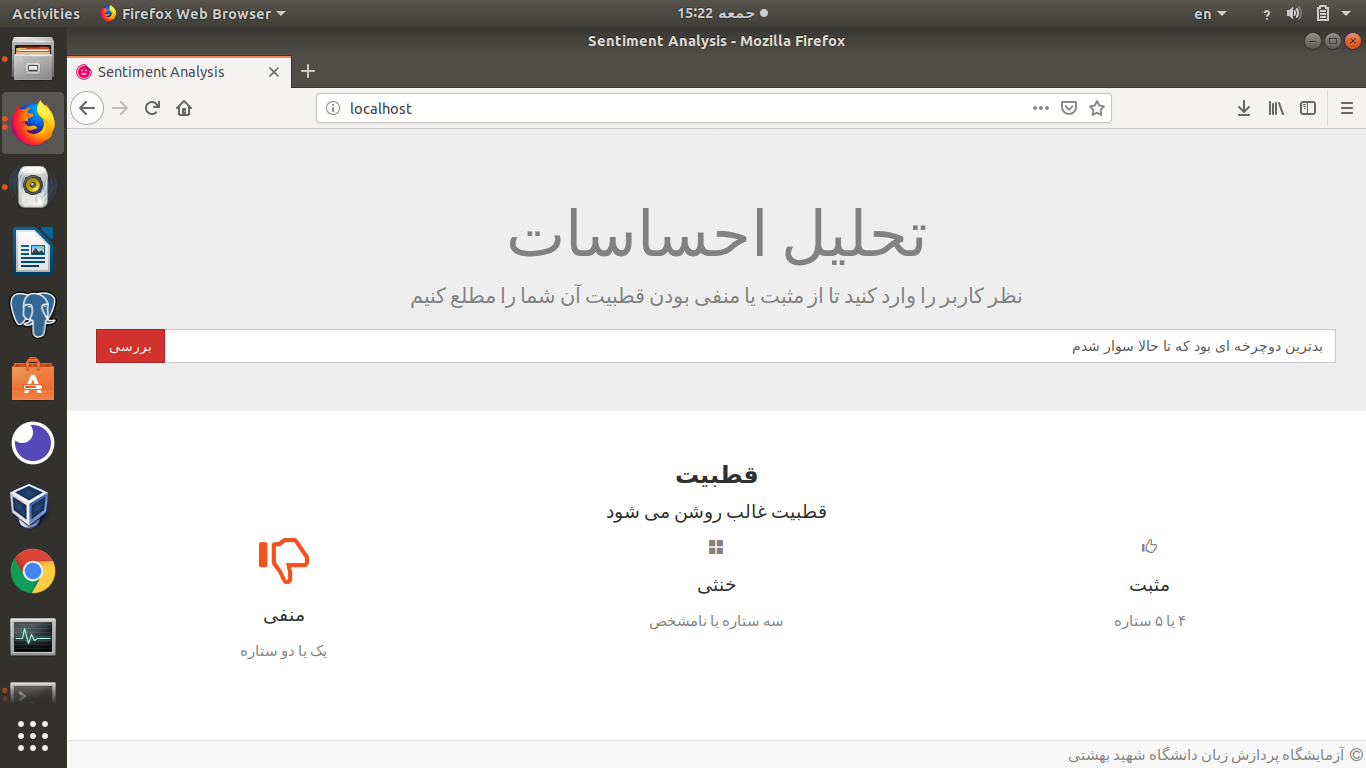 Activities
Firefox Web Browser
جمعه 15:22
en
Sentiment Analysis - Mozilla Firefox
Sentiment Analysis
localhost
تحلیل احساسات
نظر کاربر را وارد کنید تا از مثبت یا منفی بودن قطبیت آن شما را مطلع کنیم
بدترین دوچرخه ای بود که تا حالا سوار شدم
بررسی
قطبیت
قطبیت غالب روشن می شود
مثبت
۴ یا ۵ ستاره
خنثی
سه ستاره یا نامشخص
منفی
یک یا دو ستاره
© آزمایشگاه پردازش زبان دانشگاه شهید بهشتی